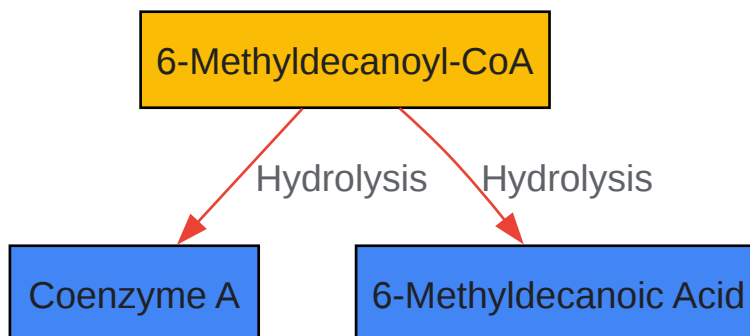 6-Methyldecanoyl-CoA
Hydrolysis
Hydrolysis
Coenzyme A
6-Methyldecanoic Acid